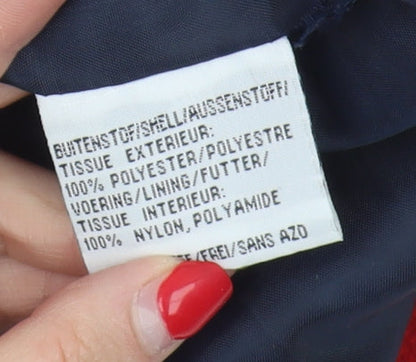 BUITENSTOF/SHELL/AUSSENSTOFF/
TISSUE EXTERIEUR:
100% POLYESTER/POLYESTRE
VOERING/LINING/FUTTER/
TISSUE INTERIEUR:
100% NYLON, POLYAMIDE
/FREI/SANS AZO